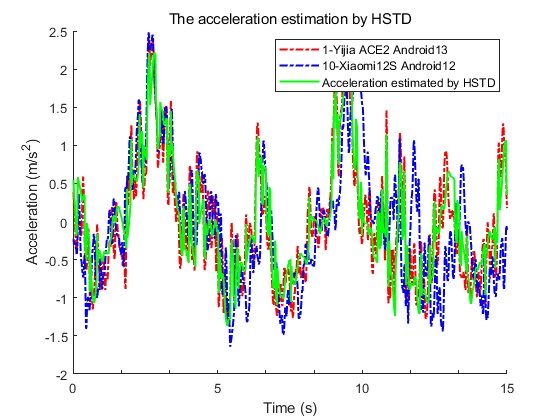 The acceleration estimation by HSTD
1-Yijia ACE2 Android13
10-Xiaomi12S Android12
Acceleration estimated by HSTD
2.5
2
1.5
1
0.5
0
-0.5
-1
-1.5
-2
Acceleration (m/s²)
0
5
10
15
Time (s)